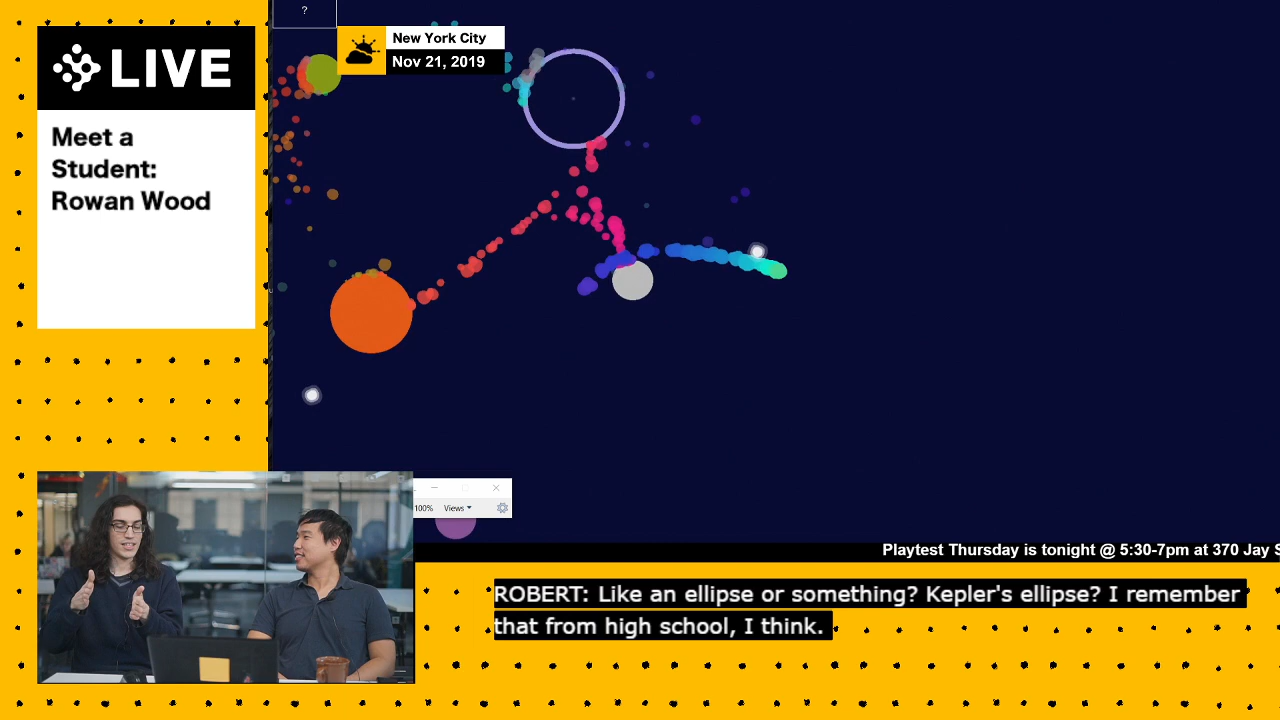 ?
LIVE
New York City
Nov 21, 2019
Meet a
Student:
Rowan Wood
100% Views
Playtest Thursday is tonight @ 5:30-7pm at 370 Jay S
ROBERT: Like an ellipse or something? Kepler's ellipse? I remember
that from high school, I think.